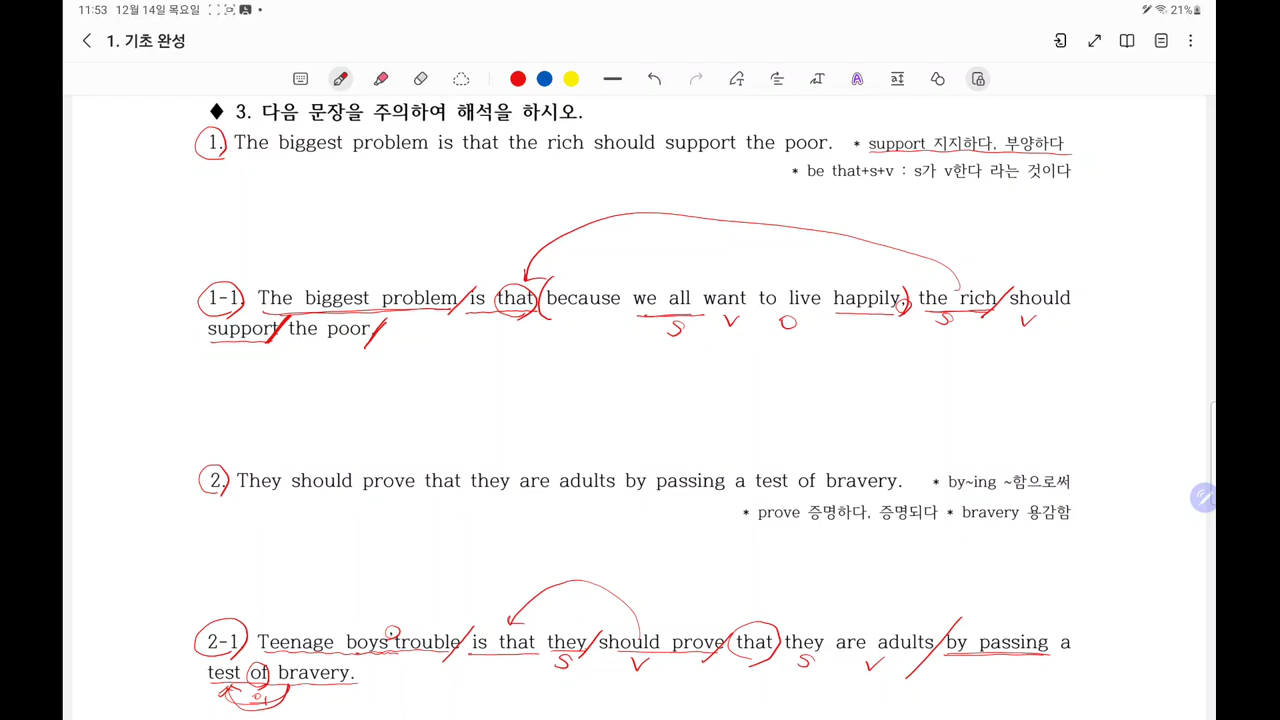 11:53 12월 14일 목요일
21%
1. 기초 완성
◆ 3. 다음 문장을 주의하여 해석을 하시오.
1. The biggest problem is that the rich should support the poor. * support 지지하다, 부양하다
* be that+s+v : s가 v한다 라는 것이다
1-1. The biggest problem is that because we all want to live happily, the rich should
S V O S V
support the poor.
2. They should prove that they are adults by passing a test of bravery. * by~ing ~함으로써
* prove 증명하다, 증명되다 * bravery 용감함
2-1 Teenage boys' trouble is that they should prove that they are adults by passing a
S V S V
test of bravery.